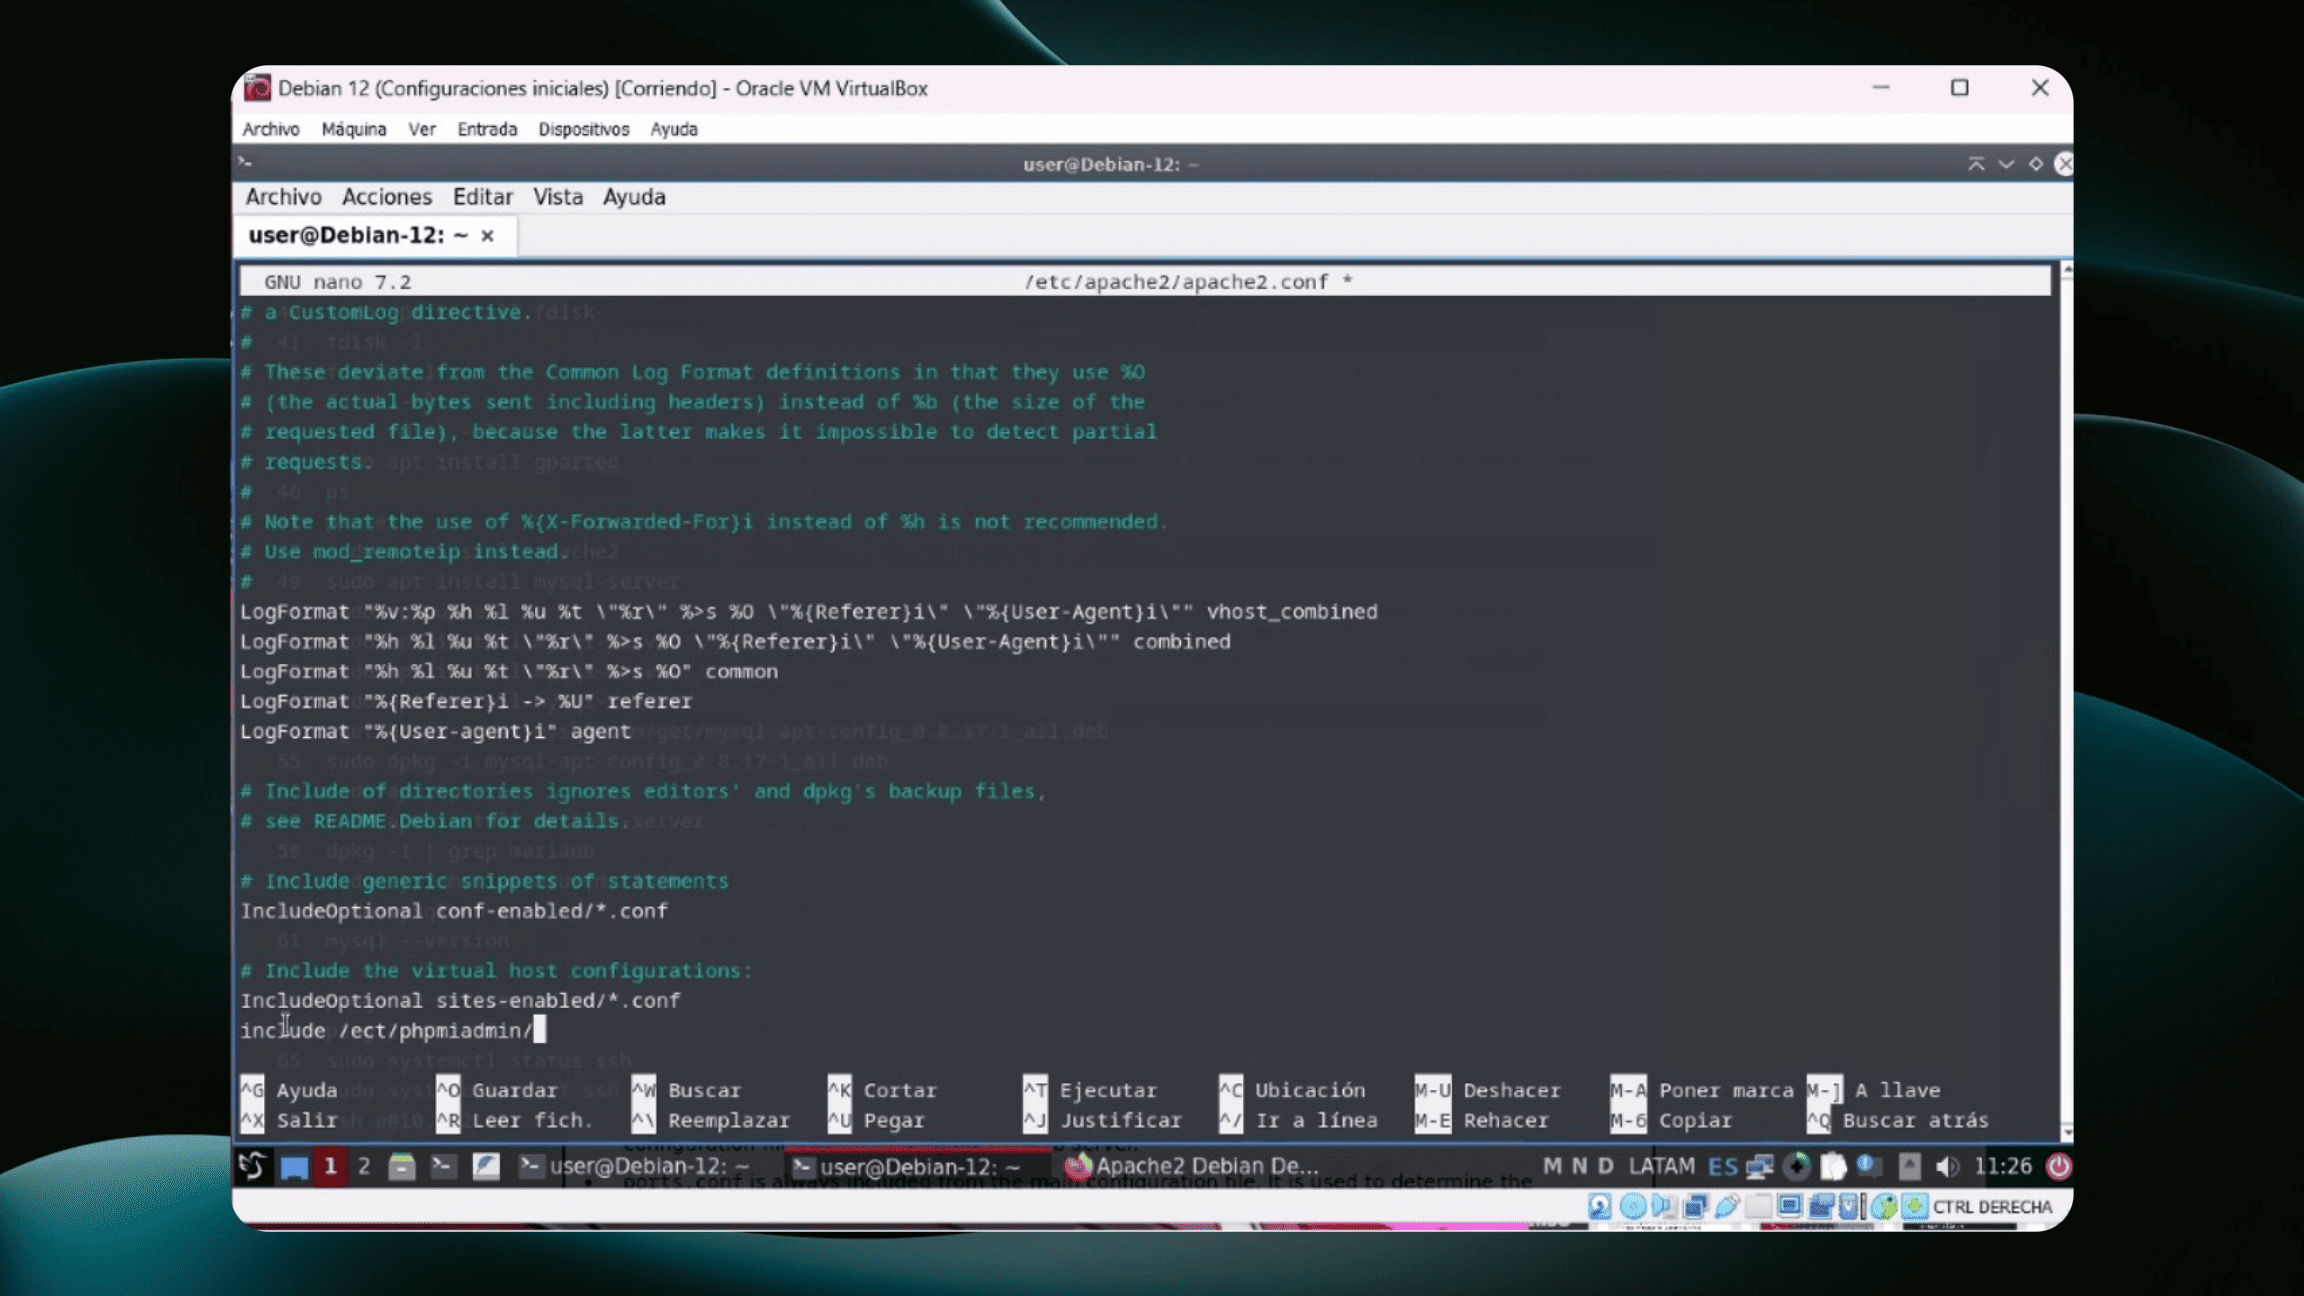 Debian 12 (Configuraciones iniciales) [Corriendo] - Oracle VM VirtualBox
Archivo Máquina Ver Entrada Dispositivos Ayuda
user@Debian-12: ~
Archivo Acciones Editar Vista Ayuda
user@Debian-12: ~ ×
GNU nano 7.2 /etc/apache2/apache2.conf *
# a CustomLog directive.
#
# These deviate from the Common Log Format definitions in that they use %O
# (the actual bytes sent including headers) instead of %b (the size of the
# requested file), because the latter makes it impossible to detect partial
# requests.
#
# Note that the use of %{X-Forwarded-For}i instead of %h is not recommended.
# Use mod_remoteip instead.
#
LogFormat "%v:%p %h %l %u %t \"%r\" %>s %O \"%{Referer}i\" \"%{User-Agent}i\"" vhost_combined
LogFormat "%h %l %u %t \"%r\" %>s %O \"%{Referer}i\" \"%{User-Agent}i\"" combined
LogFormat "%h %l %u %t \"%r\" %>s %O" common
LogFormat "%{Referer}i -> %U" referer
LogFormat "%{User-agent}i" agent
# Include of directories ignores editors' and dpkg's backup files,
# see README.Debian for details.
# Include generic snippets of statements
IncludeOptional conf-enabled/*.conf
# Include the virtual host configurations:
IncludeOptional sites-enabled/*.conf
include /ect/phpmiadmin/
^G Ayuda ^O Guardar ^W Buscar ^K Cortar ^T Ejecutar ^C Ubicación M-U Deshacer M-A Poner marca M-] A llave
^X Salir ^R Leer fich. ^\ Reemplazar ^U Pegar ^J Justificar ^/ Ir a línea M-E Rehacer M-6 Copiar ^Q Buscar atrás
1 2 user@Debian-12: ~ user@Debian-12: ~ Apache2 Debian De... M N D LATAM ES 11:26
CTRL DERECHA